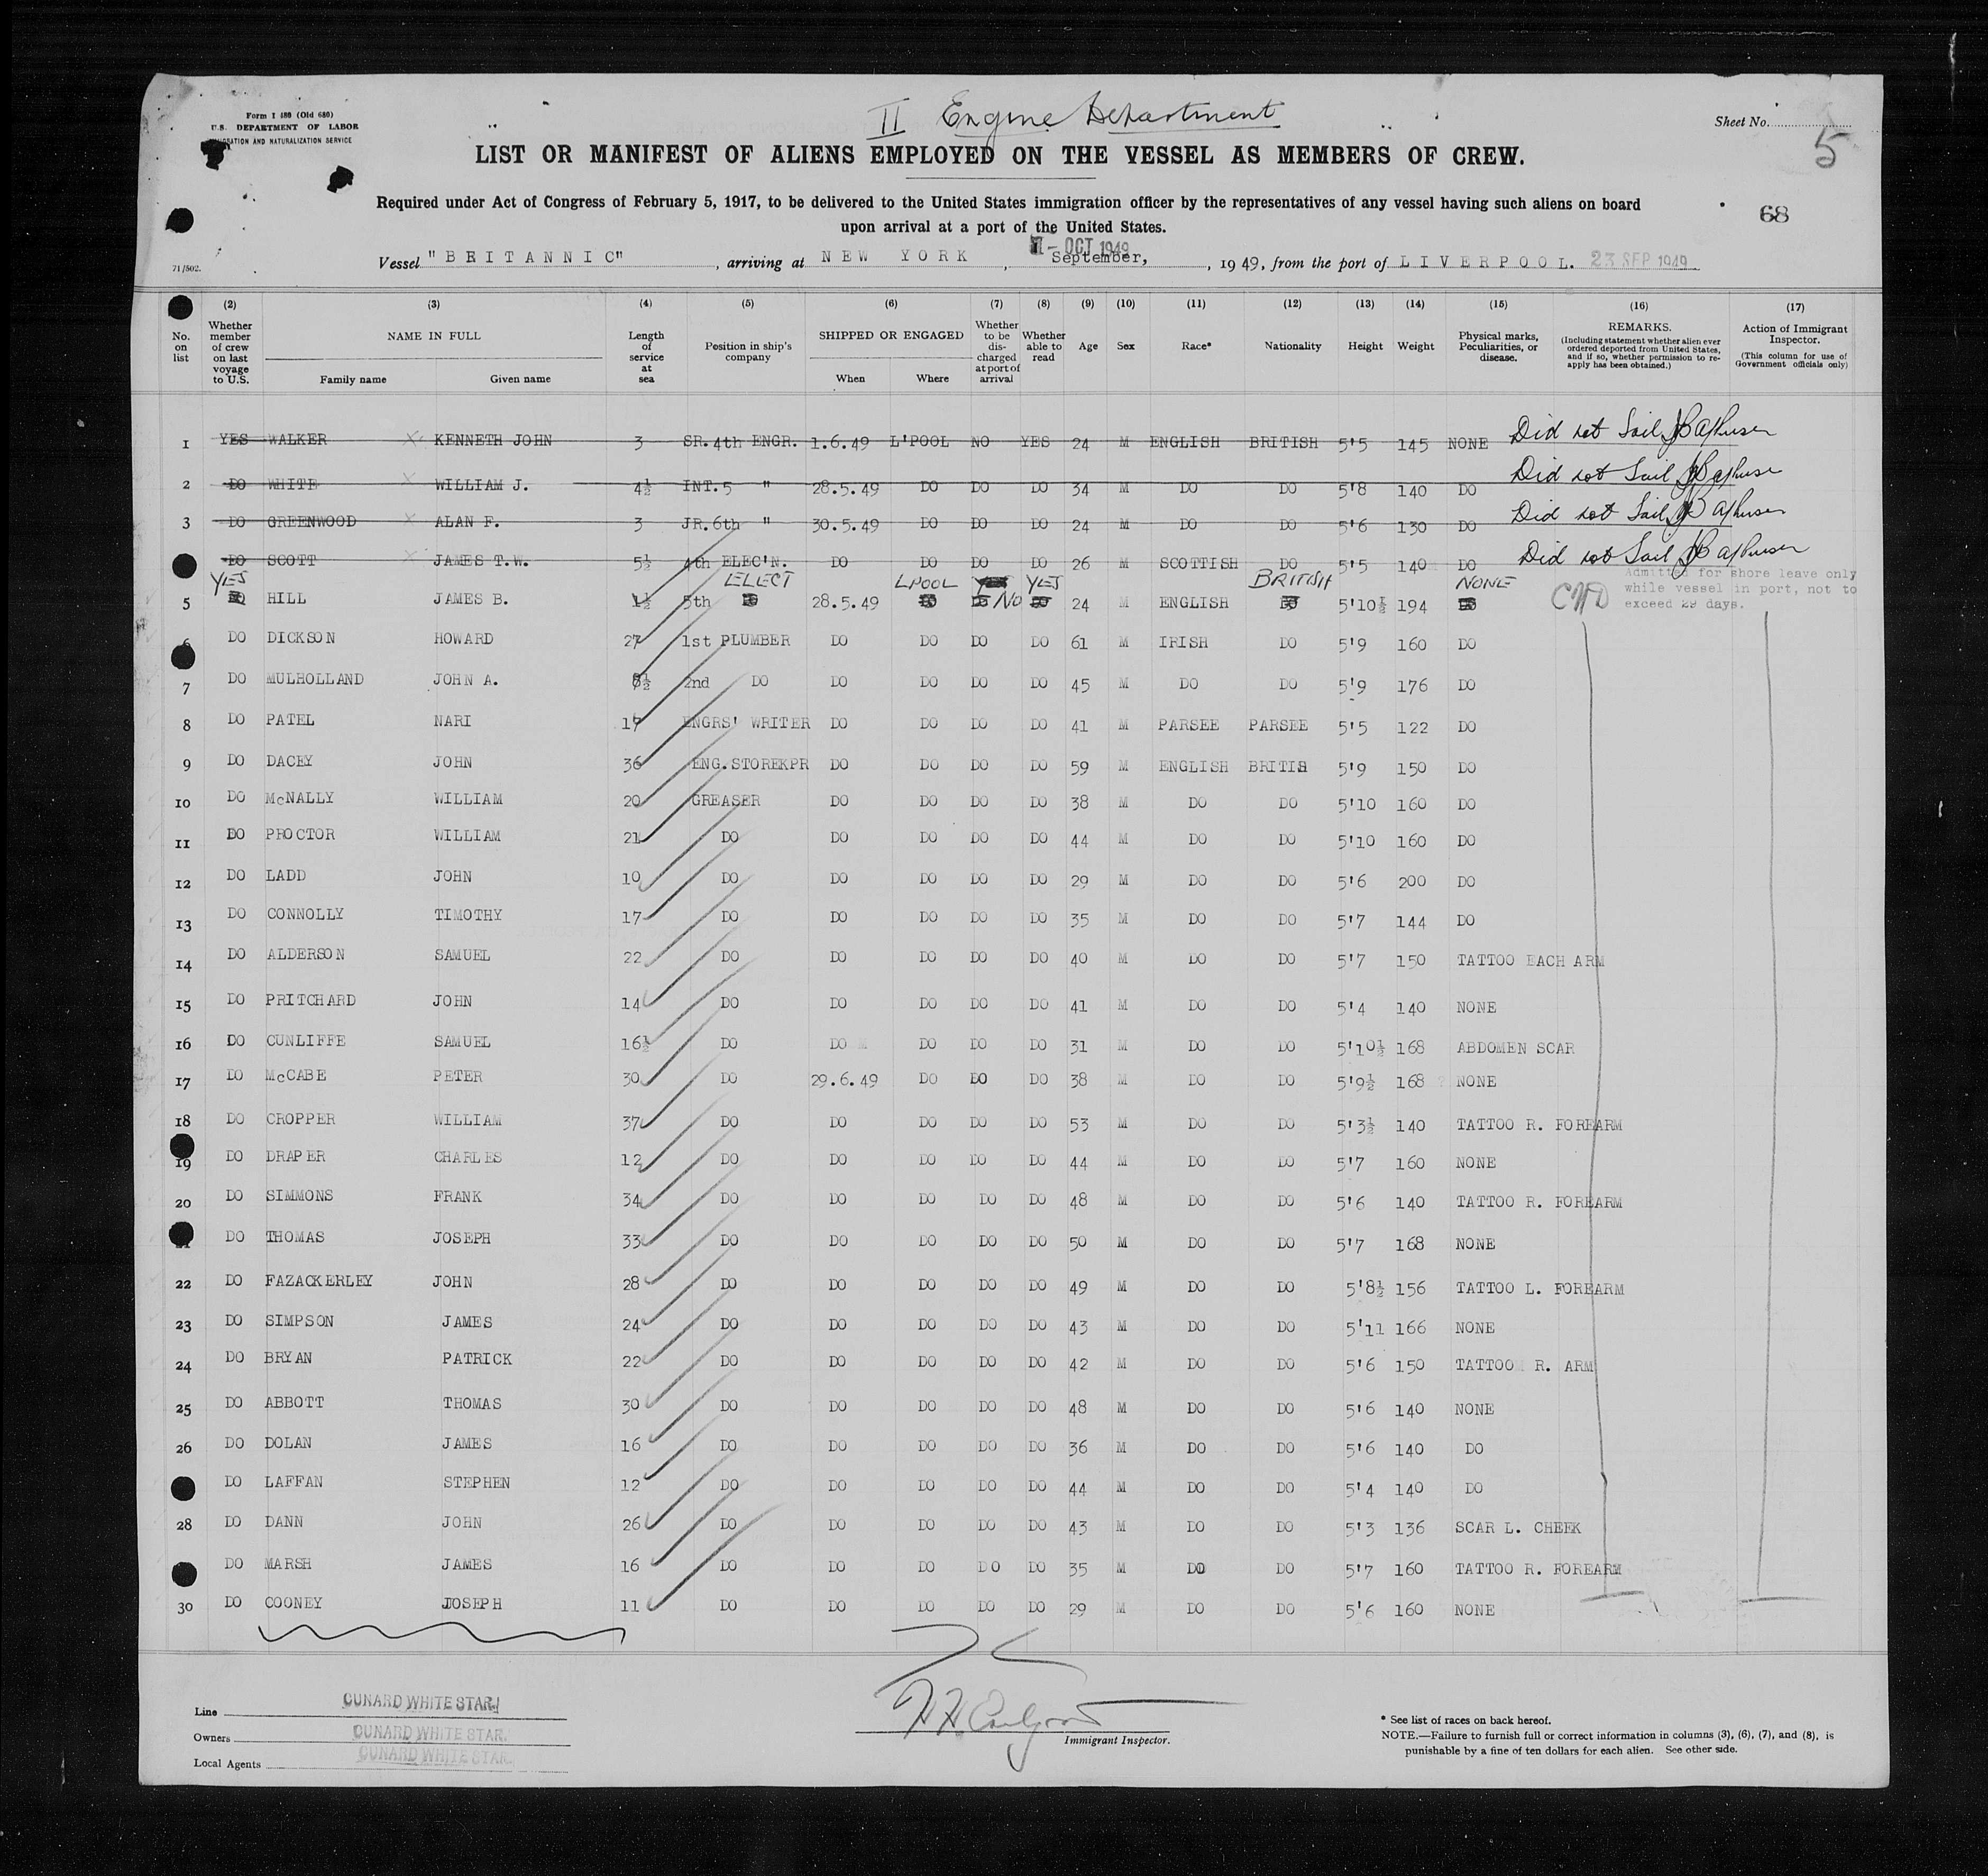 Form I 480 (Old 680)
U.S. DEPARTMENT OF LABOR
IMMIGRATION AND NATURALIZATION SERVICE
II Engine Department
Sheet No.
5
LIST OR MANIFEST OF ALIENS EMPLOYED ON THE VESSEL AS MEMBERS OF CREW.
Required under Act of Congress of February 5, 1917, to be delivered to the United States immigration officer by the representatives of any vessel having such aliens on board
upon arrival at a port of the United States.
68
71/502.
Vessel "BRITANNIC", arriving at NEW YORK, OCT 1949 September, 1949, from the port of LIVERPOOL. 23 SEP 1949
(2) (3) (4) (5) (6) (7) (8) (9) (10) (11) (12) (13) (14) (15) (16) (17)
No. on list
Whether member of crew on last voyage to U.S.
NAME IN FULL
Family name Given name
Length of service at sea
Position in ship's company
SHIPPED OR ENGAGED
When Where
Whether to be discharged at port of arrival
Whether able to read
Age
Sex
Race*
Nationality
Height
Weight
Physical marks, Peculiarities, or disease.
REMARKS.
(Including statement whether alien ever ordered deported from United States, and if so, whether permission to reapply has been obtained.)
Action of Immigrant Inspector.
(This column for use of Government officials only)
1 YES WALKER KENNETH JOHN 3 SR. 4th ENGR. 1.6.49 L'POOL NO YES 24 M ENGLISH BRITISH 5'5 145 NONE Did not Sail
2 DO WHITE WILLIAM J. 4½ INT. 5 " 28.5.49 DO DO DO 34 M DO DO 5'8 140 DO Did not Sail
3 DO GREENWOOD ALAN F. 3 JR. 6th " 30.5.49 DO DO DO 24 M DO DO 5'6 130 DO Did not Sail
DO SCOTT JAMES T.W. 5½ 4th ELEC'N. DO DO DO DO 26 M SCOTTISH DO 5'5 140 DO Did not Sail
YES ELECT LPOOL YES BRITISH NONE
5 HILL JAMES B. 1½ 5th 28.5.49 NO 24 M ENGLISH 5'10½ 194
Admitted for shore leave only
while vessel in port, not to
exceed 29 days.
6 DO DICKSON HOWARD 27 1st PLUMBER DO DO DO DO 61 M IRISH DO 5'9 160 DO
7 DO MULHOLLAND JOHN A. 8½ 2nd DO DO DO DO DO 45 M DO DO 5'9 176 DO
8 DO PATEL NARI 17 ENGRS' WRITER DO DO DO DO 41 M PARSEE PARSEE 5'5 122 DO
9 DO DACEY JOHN 36 ENG.STOREKPR DO DO DO DO 59 M ENGLISH BRITIS 5'9 150 DO
10 DO McNALLY WILLIAM 20 GREASER DO DO DO DO 38 M DO DO 5'10 160 DO
11 DO PROCTOR WILLIAM 21 DO DO DO DO DO 44 M DO DO 5'10 160 DO
12 DO LADD JOHN 10 DO DO DO DO DO 29 M DO DO 5'6 200 DO
13 DO CONNOLLY TIMOTHY 17 DO DO DO DO DO 35 M DO DO 5'7 144 DO
14 DO ALDERSON SAMUEL 22 DO DO DO DO DO 40 M DO DO 5'7 150 TATTOO EACH ARM
15 DO PRITCHARD JOHN 14 DO DO DO DO DO 41 M DO DO 5'4 140 NONE
16 DO CUNLIFFE SAMUEL 16½ DO DO DO DO DO 31 M DO DO 5'10½ 168 ABDOMEN SCAR
17 DO McCABE PETER 30 DO 29.6.49 DO DO DO 38 M DO DO 5'9½ 168 NONE
18 DO CROPPER WILLIAM 37 DO DO DO DO DO 53 M DO DO 5'3½ 140 TATTOO R. FOREARM
19 DO DRAPER CHARLES 12 DO DO DO DO DO 44 M DO DO 5'7 160 NONE
20 DO SIMMONS FRANK 34 DO DO DO DO DO 48 M DO DO 5'6 140 TATTOO R. FOREARM
DO THOMAS JOSEPH 33 DO DO DO DO DO 50 M DO DO 5'7 168 NONE
22 DO FAZACKERLEY JOHN 28 DO DO DO DO DO 49 M DO DO 5'8½ 156 TATTOO L. FOREARM
23 DO SIMPSON JAMES 24 DO DO DO DO DO 43 M DO DO 5'11 166 NONE
24 DO BRYAN PATRICK 22 DO DO DO DO DO 42 M DO DO 5'6 150 TATTOO R. ARM
25 DO ABBOTT THOMAS 30 DO DO DO DO DO 48 M DO DO 5'6 140 NONE
26 DO DOLAN JAMES 16 DO DO DO DO DO 36 M DO DO 5'6 140 DO
DO LAFFAN STEPHEN 12 DO DO DO DO DO 44 M DO DO 5'4 140 DO
28 DO DANN JOHN 26 DO DO DO DO DO 43 M DO DO 5'3 136 SCAR L. CHEEK
DO MARSH JAMES 16 DO DO DO DO DO 35 M DO DO 5'7 160 TATTOO R. FOREARM
30 DO COONEY JOSEPH 11 DO DO DO DO DO 29 M DO DO 5'6 160 NONE
Line CUNARD WHITE STAR.
Owners CUNARD WHITE STAR.
Local Agents CUNARD WHITE STAR.
Immigrant Inspector.
* See list of races on back hereof.
NOTE.—Failure to furnish full or correct information in columns (3), (6), (7), and (8), is
punishable by a fine of ten dollars for each alien. See other side.